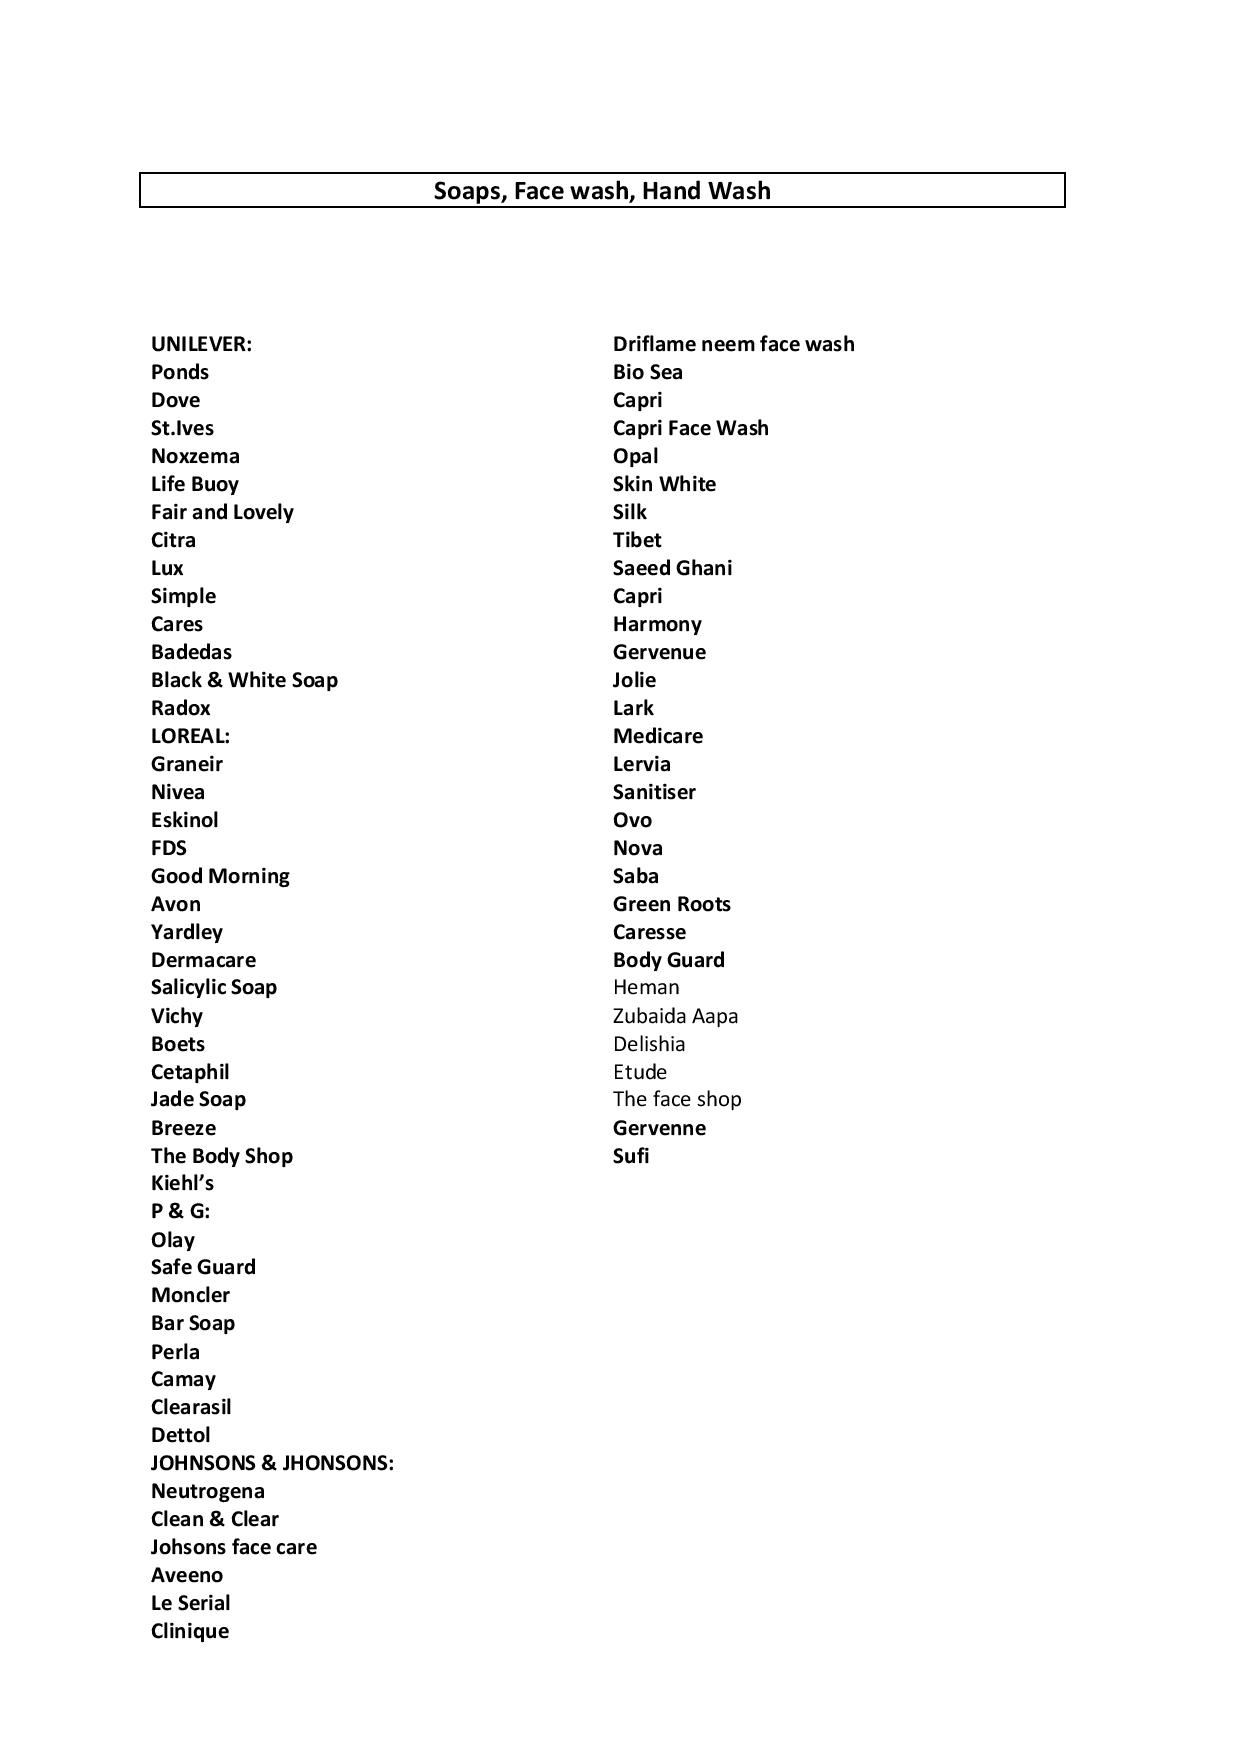 Soaps, Face wash, Hand Wash
UNILEVER:
Ponds
Dove
St.Ives
Noxzema
Life Buoy
Fair and Lovely
Citra
Lux
Simple
Cares
Badedas
Black & White Soap
Radox
LOREAL:
Graneir
Nivea
Eskinol
FDS
Good Morning
Avon
Yardley
Dermacare
Salicylic Soap
Vichy
Boets
Cetaphil
Jade Soap
Breeze
The Body Shop
Kiehl’s
P & G:
Olay
Safe Guard
Moncler
Bar Soap
Perla
Camay
Clearasil
Dettol
JOHNSONS & JHONSONS:
Neutrogena
Clean & Clear
Johsons face care
Aveeno
Le Serial
Clinique
Driflame neem face wash
Bio Sea
Capri
Capri Face Wash
Opal
Skin White
Silk
Tibet
Saeed Ghani
Capri
Harmony
Gervenue
Jolie
Lark
Medicare
Lervia
Sanitiser
Ovo
Nova
Saba
Green Roots
Caresse
Body Guard
Heman
Zubaida Aapa
Delishia
Etude
The face shop
Gervenne
Sufi